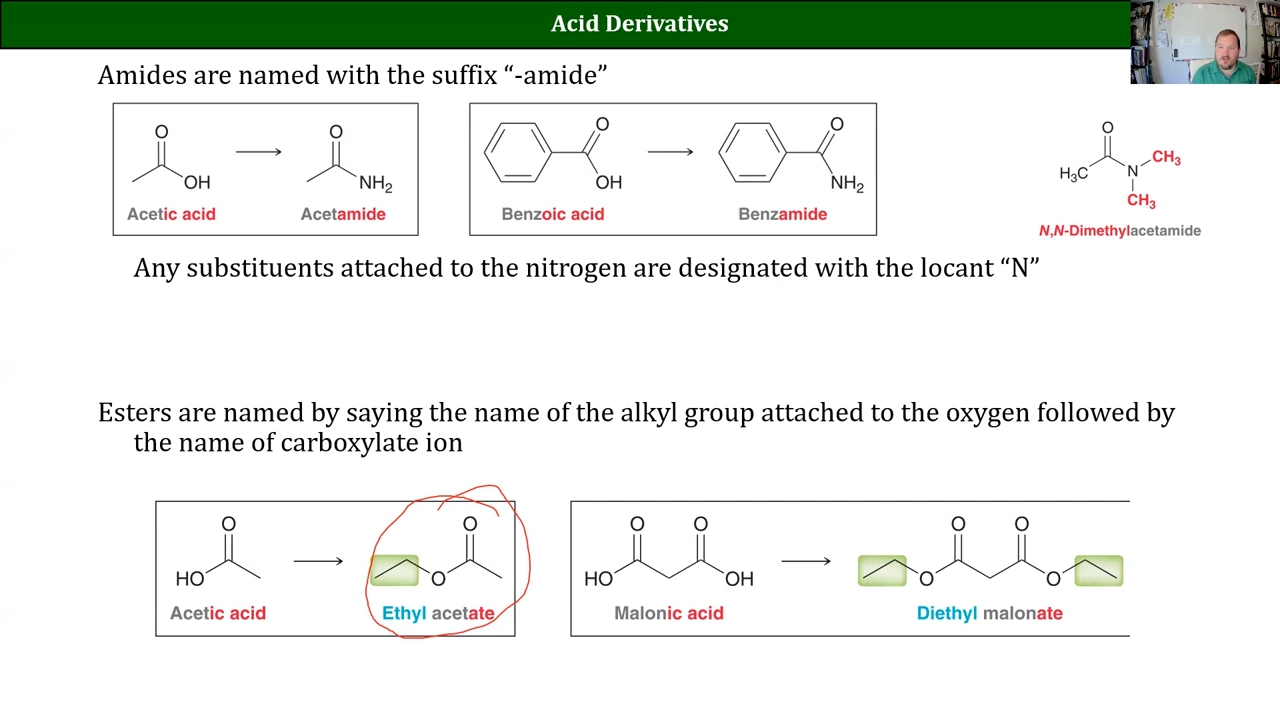 Acid Derivatives
Amides are named with the suffix “-amide”
O
OH
Acetic acid
O
NH₂
Acetamide
O
OH
Benzoic acid
O
NH₂
Benzamide
O
H₃C
N
CH₃
CH₃
N,N-Dimethylacetamide
Any substituents attached to the nitrogen are designated with the locant “N”
Esters are named by saying the name of the alkyl group attached to the oxygen followed by
the name of carboxylate ion
O
HO
Acetic acid
O
O
Ethyl acetate
O O
HO OH
Malonic acid
O O
O O
Diethyl malonate